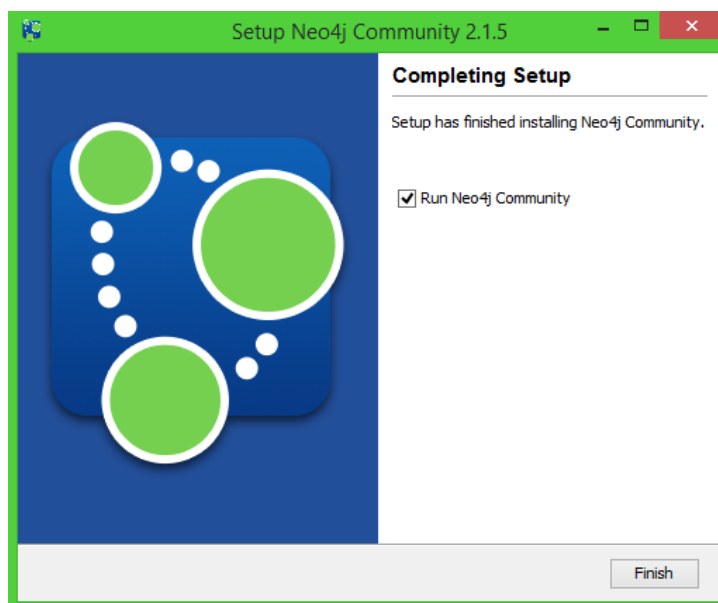 Setup Neo4j Community 2.1.5
Completing Setup
Setup has finished installing Neo4j Community.
Run Neo4j Community
Finish